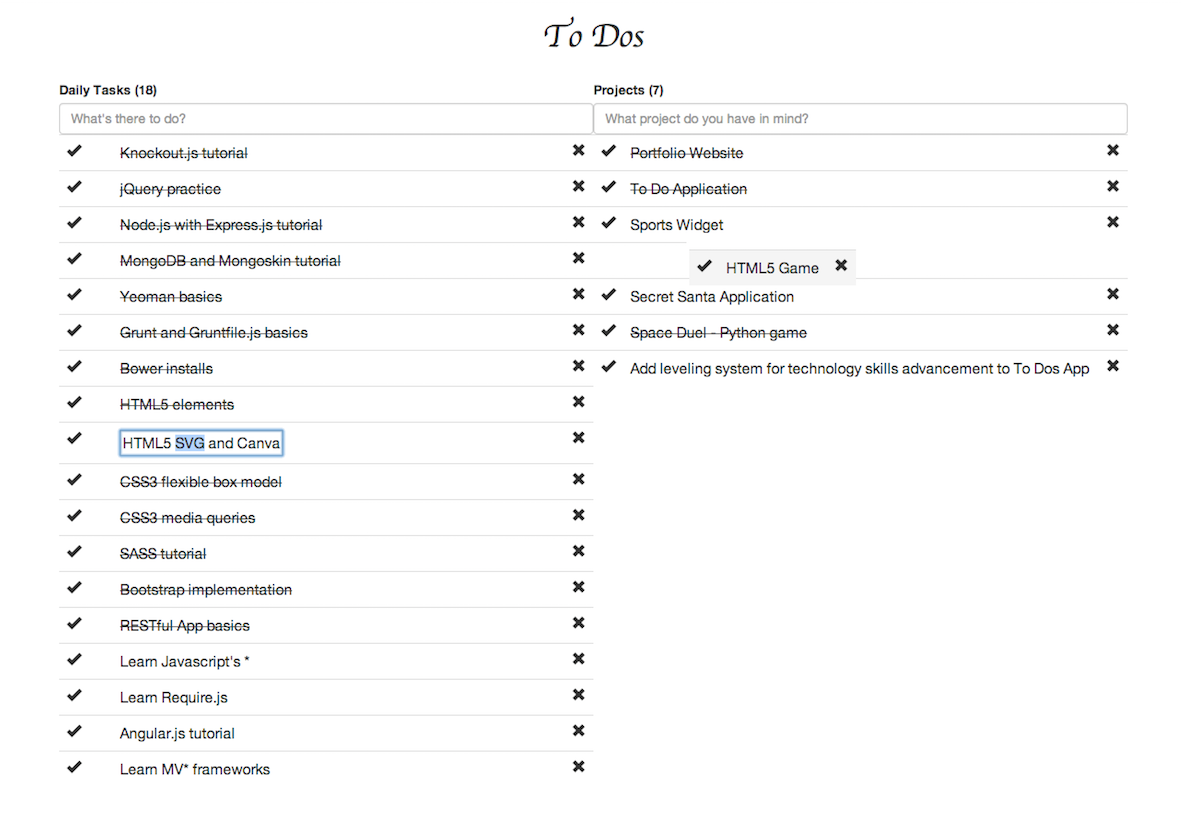 To Dos
Daily Tasks (18)
What's there to do?
Knockout.js tutorial
jQuery practice
Node.js with Express.js tutorial
MongoDB and Mongoskin tutorial
Yeoman basics
Grunt and Gruntfile.js basics
Bower installs
HTML5 elements
HTML5 SVG and Canva
CSS3 flexible box model
CSS3 media queries
SASS tutorial
Bootstrap implementation
RESTful App basics
Learn Javascript's *
Learn Require.js
Angular.js tutorial
Learn MV* frameworks
Projects (7)
What project do you have in mind?
Portfolio Website
To Do Application
Sports Widget
HTML5 Game
Secret Santa Application
Space Duel - Python game
Add leveling system for technology skills advancement to To Dos App